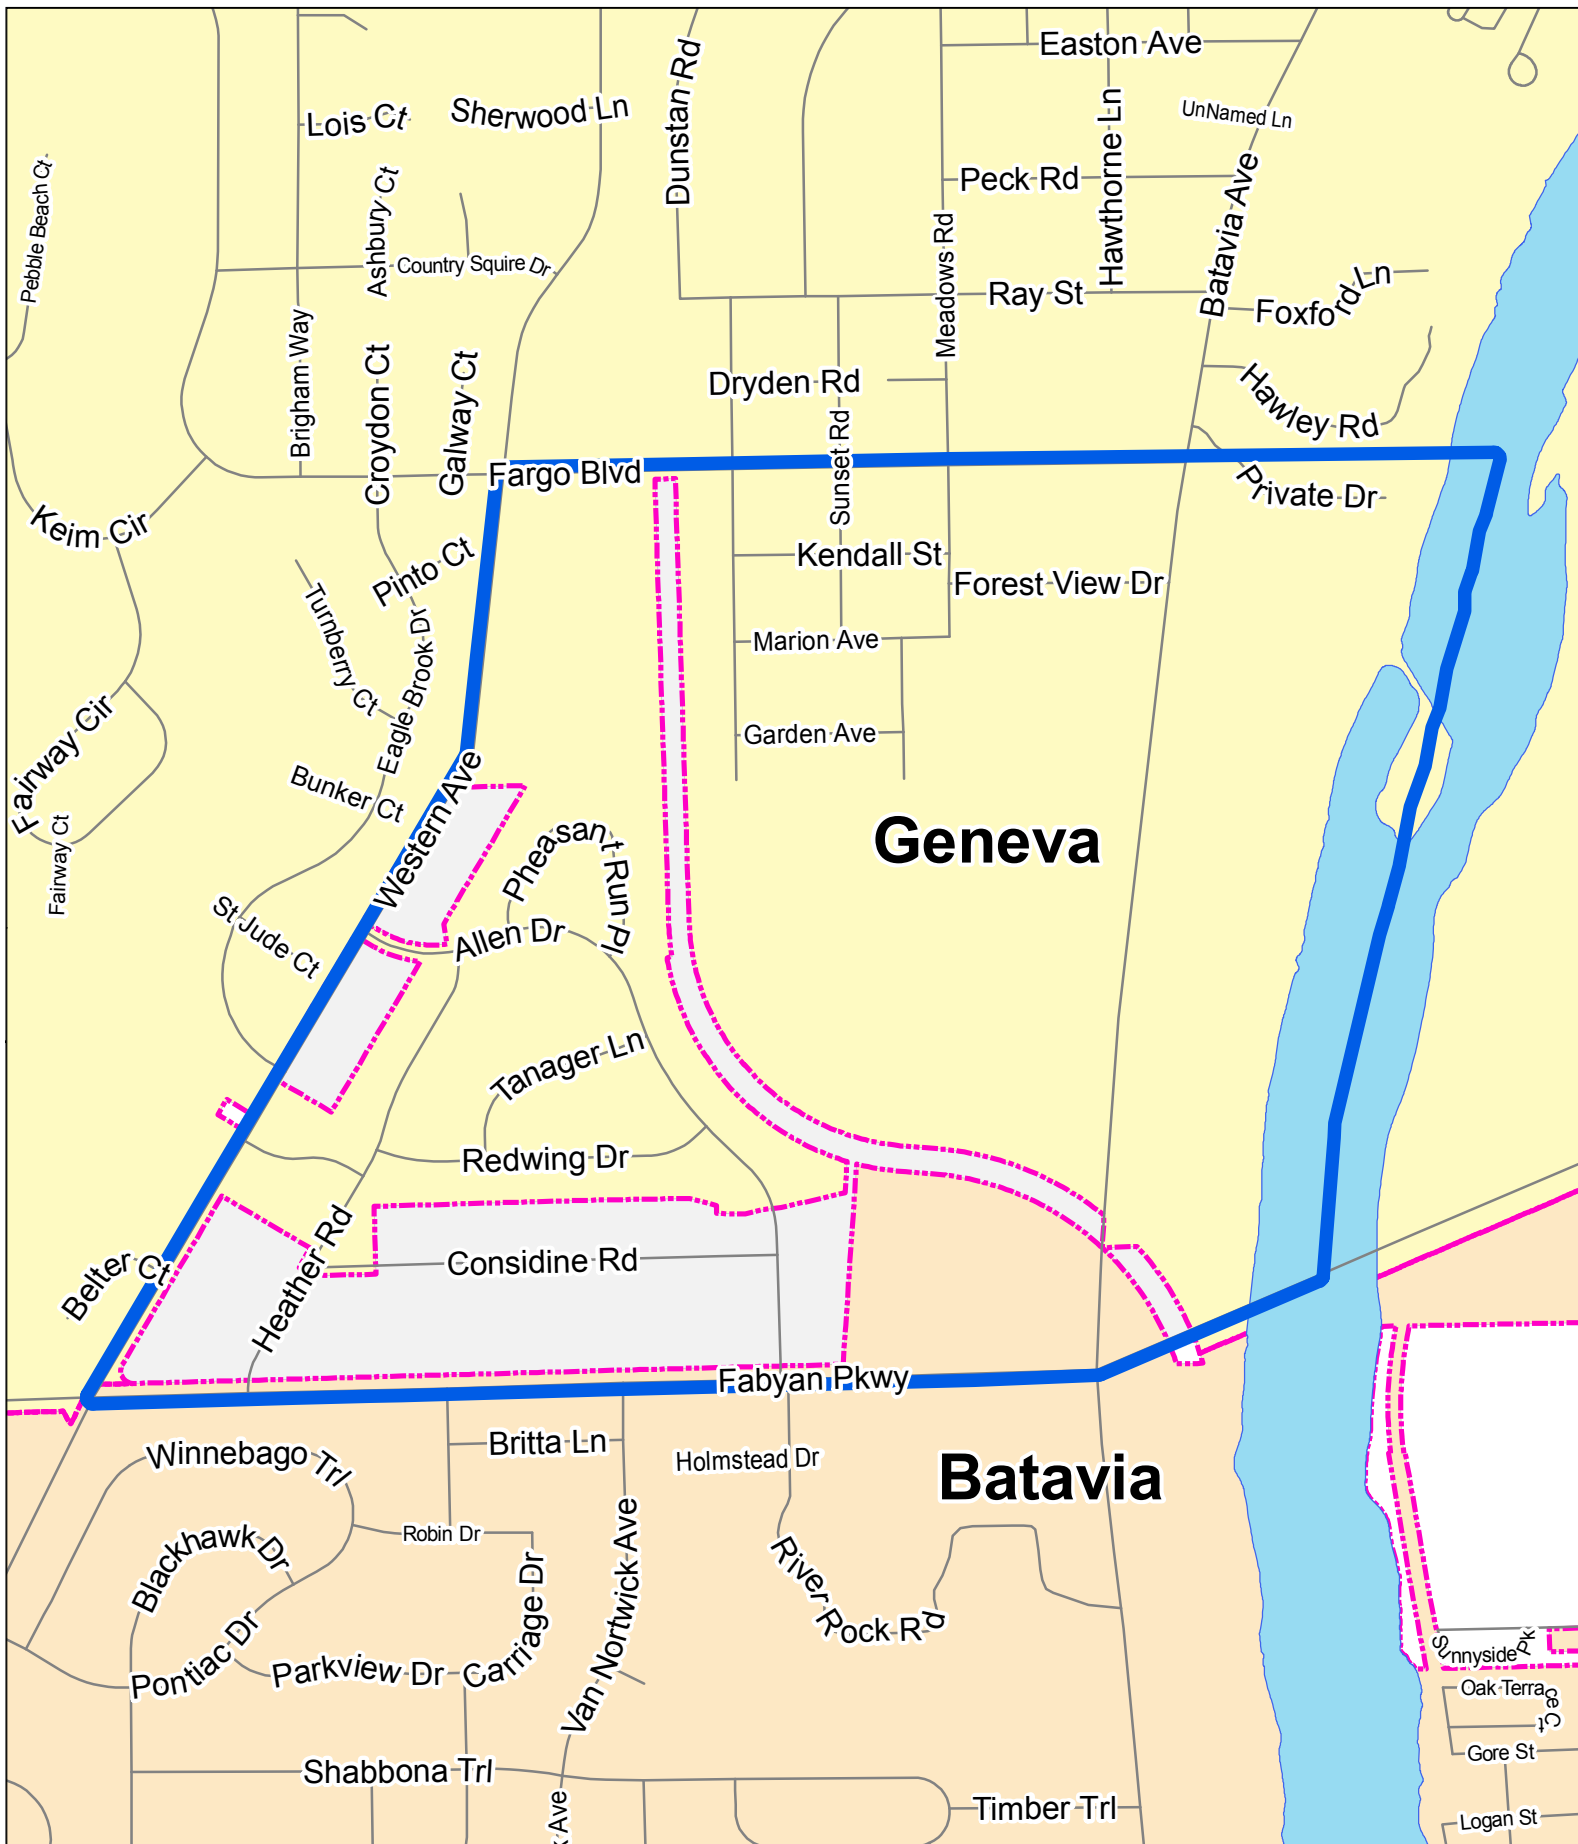 Easton Ave
Dunstan Rd
Lois Ct
Sherwood Ln
UnNamed Ln
Hawthorne Ln
Peck Rd
Batavia Ave
Pebble Beach Ct
Ashbury Ct
Country Squire Dr
Meadows Rd
Ray St
Foxford Ln
Brigham Way
Croydon Ct
Galway Ct
Dryden Rd
Hawley Rd
Sunset Rd
Fargo Blvd
Private Dr
Keim Cir
Pinto Ct
Kendall St
Forest View Dr
Turnberry Ct
Eagle Brook Dr
Marion Ave
Garden Ave
Fairway Cir
Bunker Ct
Western Ave
Geneva
Fairway Ct
Pheasant Run Pl
St Jude Ct
Allen Dr
Tanager Ln
Redwing Dr
Belter Ct
Heather Rd
Considine Rd
Fabyan Pkwy
Winnebago Trl
Britta Ln
Holmstead Dr
Batavia
Blackhawk Dr
Robin Dr
Carriage Dr
Van Nortwick Ave
River Rock Rd
Pontiac Dr
Parkview Dr
Sunnyside Pk
Oak Terrace Ct
Gore St
Shabbona Trl
k Ave
Timber Trl
Logan St